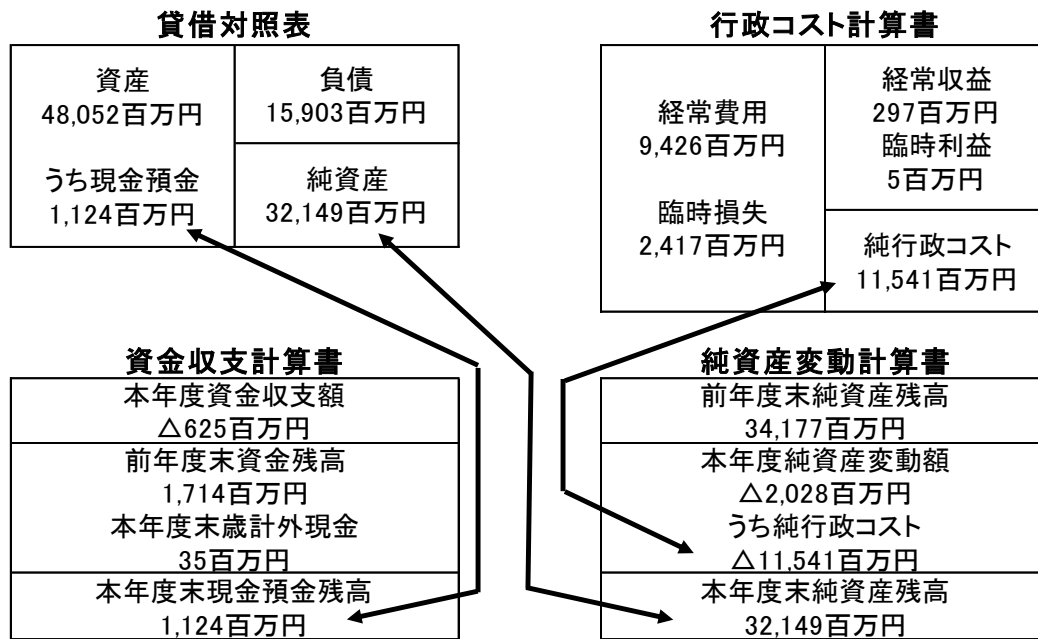 貸借対照表
資産
48,052百万円
うち現金預金
1,124百万円
負債
15,903百万円
純資産
32,149百万円
行政コスト計算書
経常費用
9,426百万円
臨時損失
2,417百万円
経常収益
297百万円
臨時利益
5百万円
純行政コスト
11,541百万円
資金収支計算書
本年度資金収支額
△625百万円
前年度末資金残高
1,714百万円
本年度末歳計外現金
35百万円
本年度末現金預金残高
1,124百万円
純資産変動計算書
前年度末純資産残高
34,177百万円
本年度純資産変動額
△2,028百万円
うち純行政コスト
△11,541百万円
本年度末純資産残高
32,149百万円